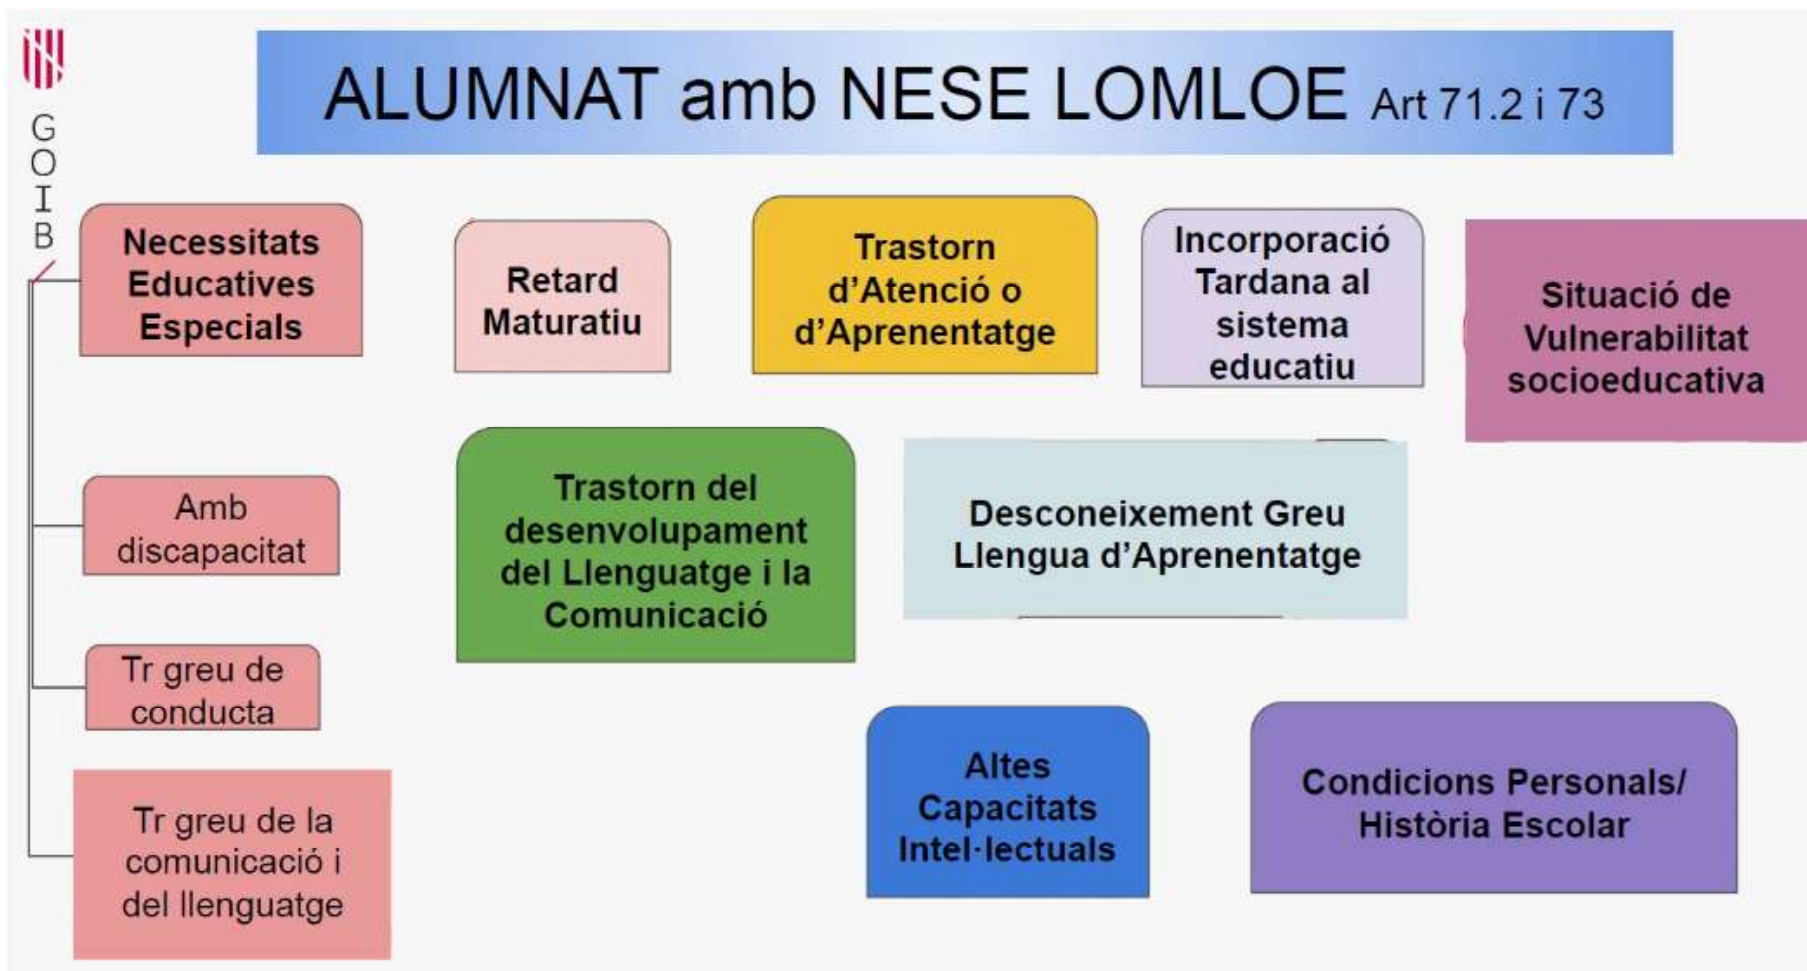 GOIB
ALUMNAT amb NESE LOMLOE Art 71.2 i 73
Necessitats
Educatives
Especials
Retard
Maturatiu
Trastorn
d'Atenció o
d'Aprenentatge
Incorporació
Tardana al
sistema
educatiu
Situació de
Vulnerabilitat
socioeducativa
Amb
discapacitat
Trastorn del
desenvolupament
del Llenguatge i la
Comunicació
Desconeixement Greu
Llengua d'Aprenentatge
Tr greu de
conducta
Altes
Capacitats
Intel·lectuals
Condicions Personals/
Història Escolar
Tr greu de la
comunicació i
del llenguatge